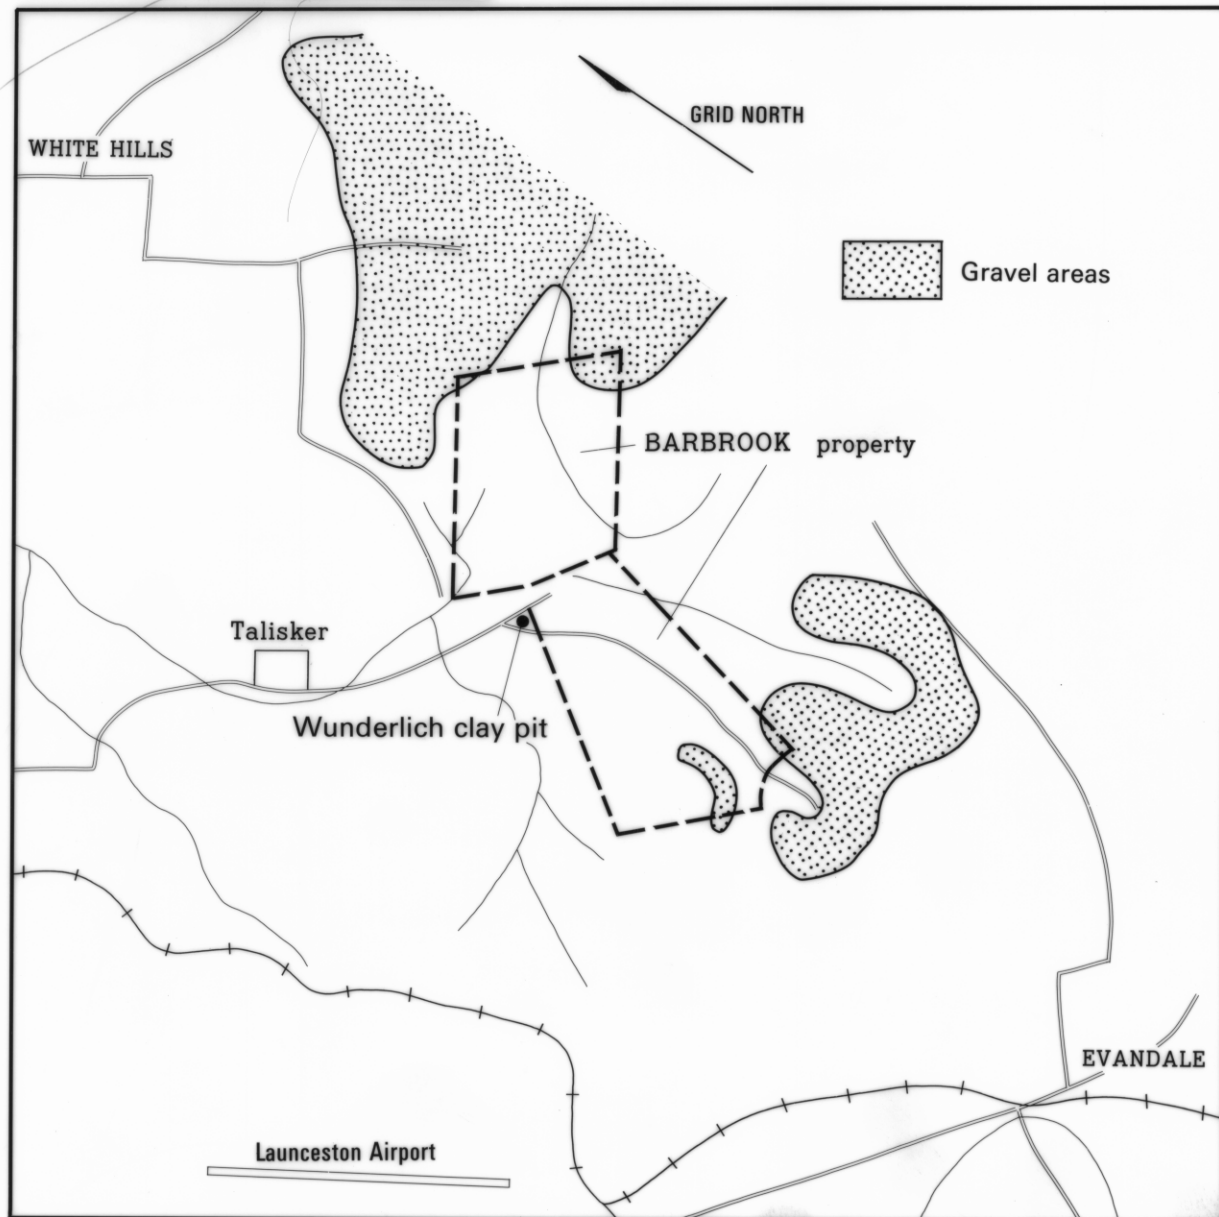 GRID NORTH
WHITE HILLS
Gravel areas
BARBROOK property
Talisker
Wunderlich clay pit
EVANDALE
Launceston Airport